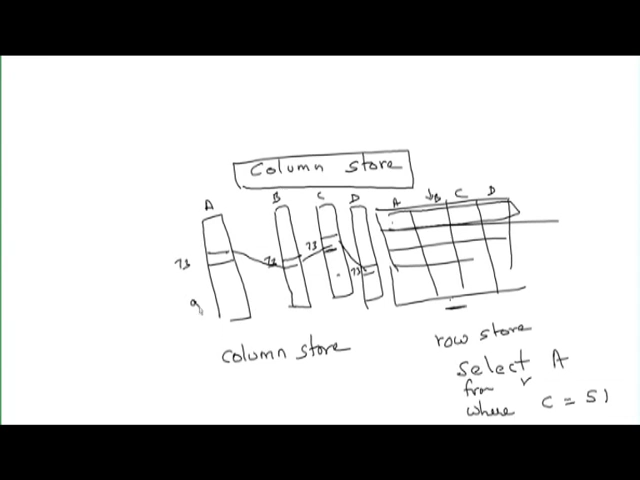 Column store
A B C D A B C D
73 73 73 73
column store
row store
select A
from r
where C = 51